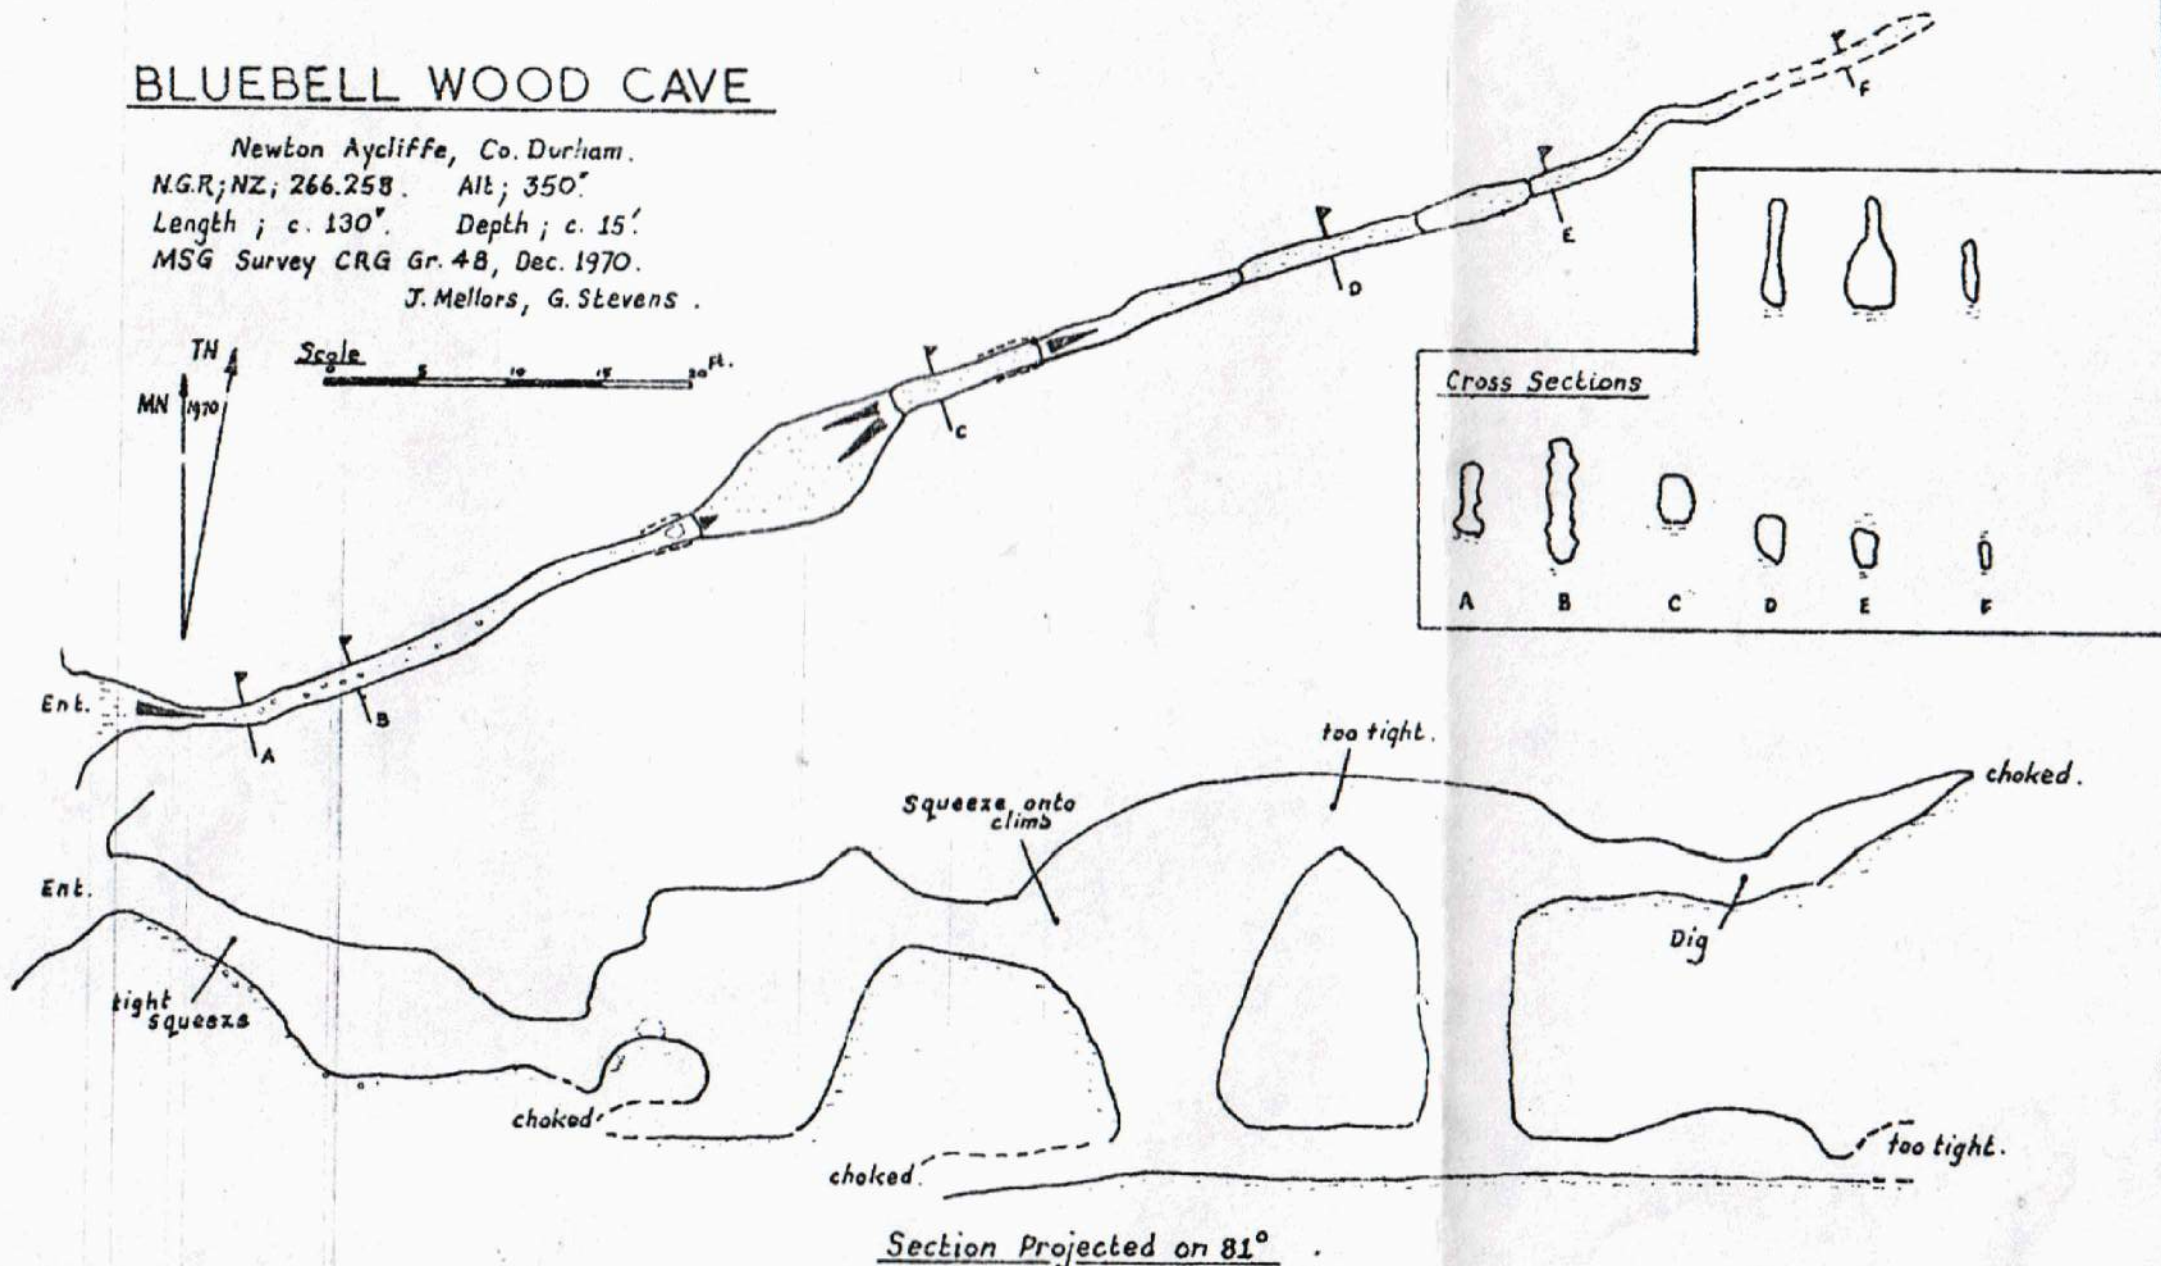 BLUEBELL WOOD CAVE
Newton Aycliffe, Co. Durham.
N.G.R; NZ; 266.258. Alt; 350'.
Length; c. 130'. Depth; c. 15'.
MSG Survey CRG Gr. 4B, Dec. 1970.
J. Mellors, G. Stevens.
TN
MN
1970
Scale
0 5 10 15 20 Ft.
F
E
D
C
B
A
Ent.
Cross Sections
A B C D E F
too tight.
choked.
Squeeze onto
climb
Ent.
Dig
tight
squeeze
choked
too tight.
choked.
Section Projected on 81°.